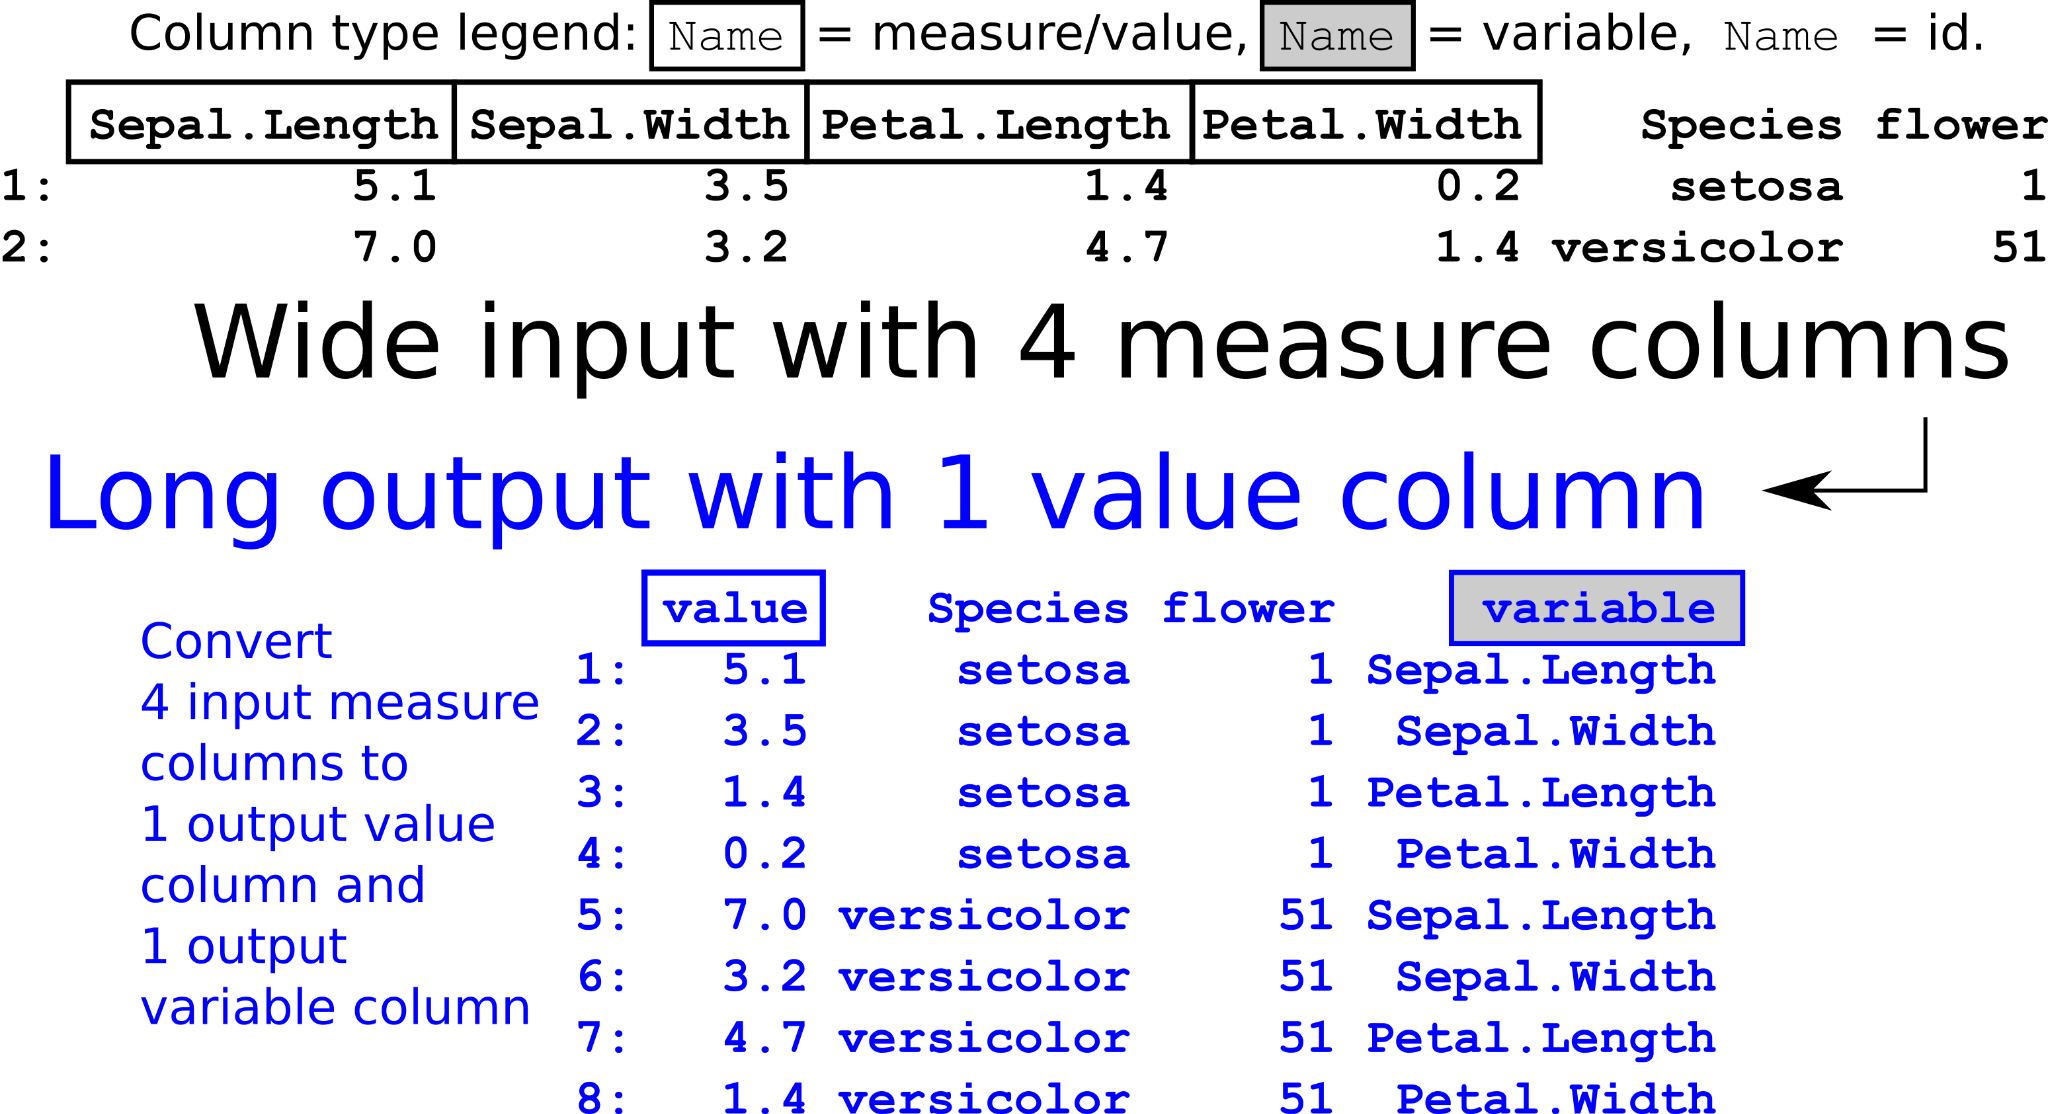 Column type legend: Name = measure/value, Name = variable, Name = id.
Sepal.Length Sepal.Width Petal.Length Petal.Width Species flower
1: 5.1 3.5 1.4 0.2 setosa 1
2: 7.0 3.2 4.7 1.4 versicolor 51
Wide input with 4 measure columns
Long output with 1 value column
Convert
4 input measure
columns to
1 output value
column and
1 output
variable column
value Species flower variable
1: 5.1 setosa 1 Sepal.Length
2: 3.5 setosa 1 Sepal.Width
3: 1.4 setosa 1 Petal.Length
4: 0.2 setosa 1 Petal.Width
5: 7.0 versicolor 51 Sepal.Length
6: 3.2 versicolor 51 Sepal.Width
7: 4.7 versicolor 51 Petal.Length
8: 1.4 versicolor 51 Petal.Width